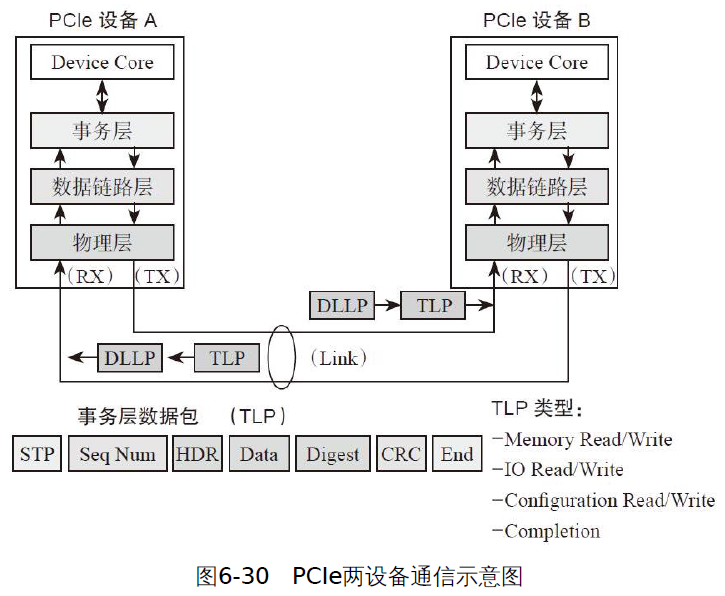 PCIe 设备 A
PCIe 设备 B
Device Core
Device Core
事务层
事务层
数据链路层
数据链路层
物理层
物理层
(RX)
(TX)
(RX)
(TX)
DLLP
TLP
DLLP
TLP
(Link)
事务层数据包 (TLP)
STP
Seq Num
HDR
Data
Digest
CRC
End
TLP 类型:
-Memory Read/Write
-IO Read/Write
-Configuration Read/Write
-Completion
图6-30 PCIe两设备通信示意图